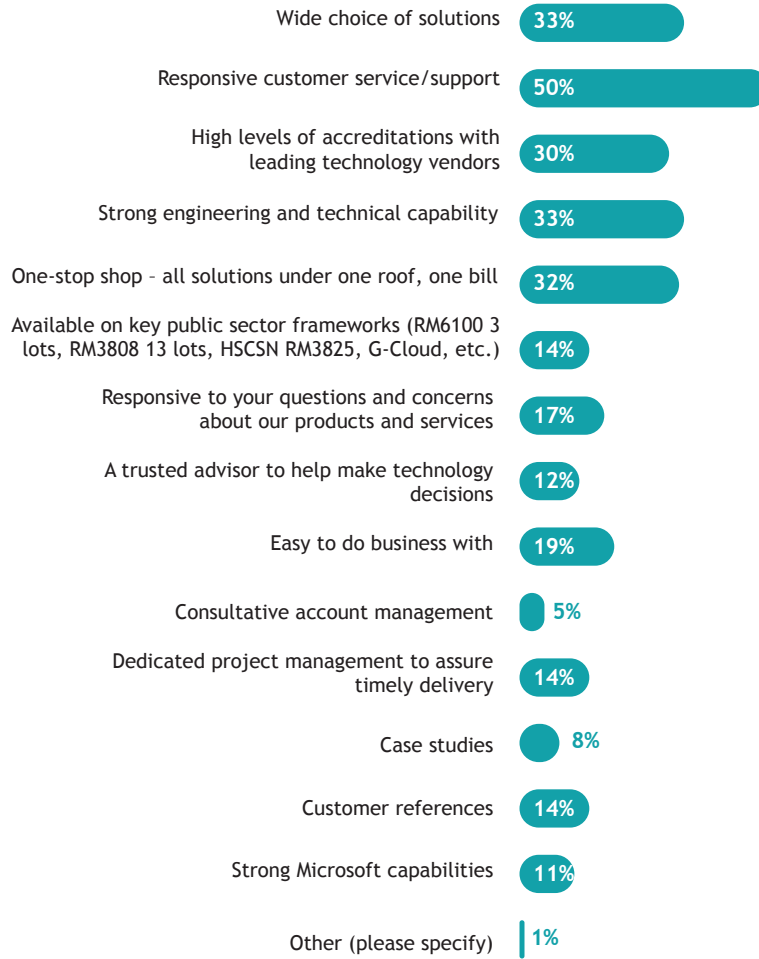 Wide choice of solutions 33%
Responsive customer service/support 50%
High levels of accreditations with
leading technology vendors 30%
Strong engineering and technical capability 33%
One-stop shop – all solutions under one roof, one bill 32%
Available on key public sector frameworks (RM6100 3
lots, RM3808 13 lots, HSCSN RM3825, G-Cloud, etc.) 14%
Responsive to your questions and concerns
about our products and services 17%
A trusted advisor to help make technology
decisions 12%
Easy to do business with 19%
Consultative account management 5%
Dedicated project management to assure
timely delivery 14%
Case studies 8%
Customer references 14%
Strong Microsoft capabilities 11%
Other (please specify) 1%